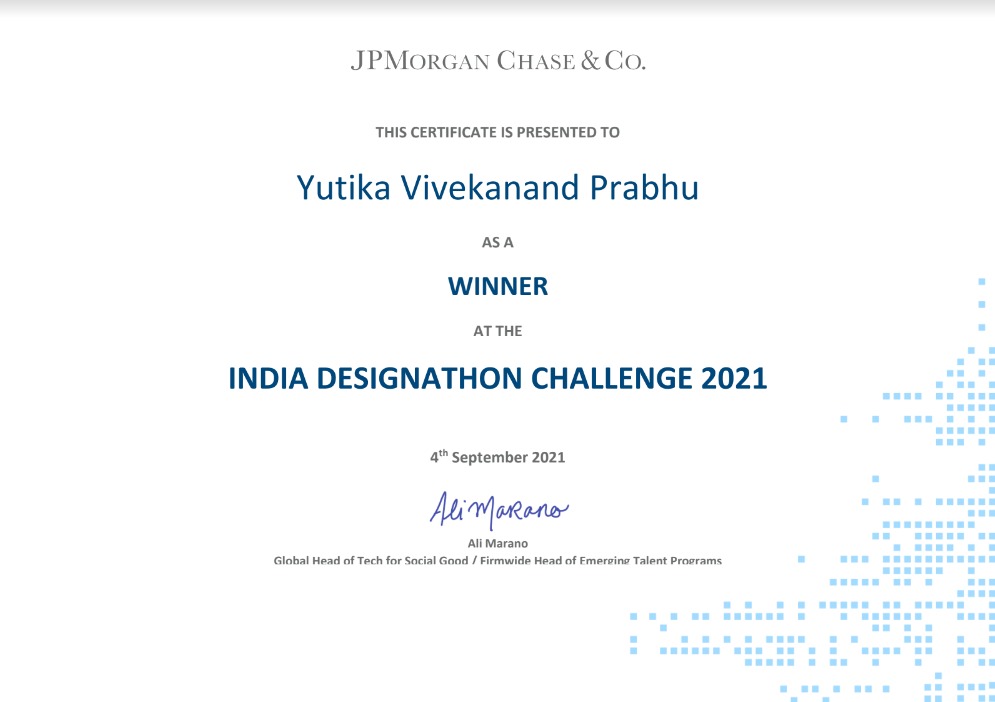 JPMORGAN CHASE & CO.
THIS CERTIFICATE IS PRESENTED TO
Yutika Vivekanand Prabhu
AS A
WINNER
AT THE
INDIA DESIGNATHON CHALLENGE 2021
4th September 2021
Ali Marano
Ali Marano
Global Head of Tech for Social Good / Firmwide Head of Emerging Talent Programs